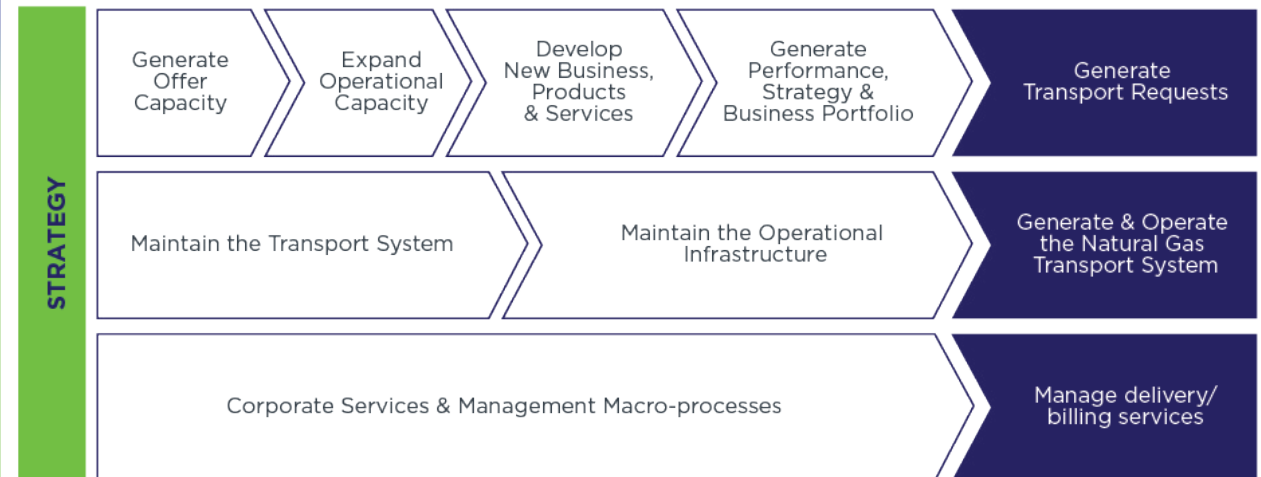 STRATEGY
Generate
Offer
Capacity
Expand
Operational
Capacity
Develop
New Business,
Products
& Services
Generate
Performance,
Strategy &
Business Portfolio
Generate
Transport Requests
Maintain the Transport System
Maintain the Operational
Infrastructure
Generate & Operate
the Natural Gas
Transport System
Corporate Services & Management Macro-processes
Manage delivery/
billing services